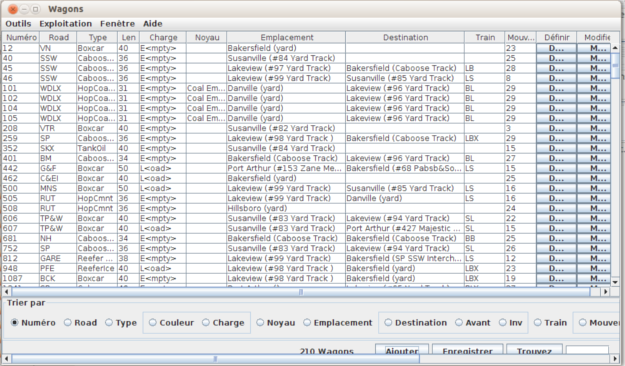 Wagons
Outils Exploitation Fenêtre Aide
Numéro Road Type Len Charge Noyau Emplacement Destination Train Mouv... Définir Modifie
12 VN Boxcar 40 E<mpty> Bakersfield (yard) 23 D... M...
40 SSW Caboos... 36 E<mpty> Susanville (#84 Yard Track) 25 D... M...
45 SSW Caboos... 36 E<mpty> Lakeview (#97 Yard Track) Bakersfield (Caboose Track) LB 28 D... M...
46 SSW Caboos... 36 E<mpty> Lakeview (#99 Yard Track) Susanville (#85 Yard Track) LS 8 D... M...
101 WDLX HopCoa... 31 E<mpty> Coal Em... Danville (yard) Lakeview (#96 Yard Track) BL 29 D... M...
102 WDLX HopCoa... 31 E<mpty> Coal Em... Danville (yard) Lakeview (#96 Yard Track) BL 29 D... M...
104 WDLX HopCoa... 31 E<mpty> Coal Em... Danville (yard) Lakeview (#96 Yard Track) BL 29 D... M...
105 WDLX HopCoa... 31 E<mpty> Coal Em... Danville (yard) Lakeview (#96 Yard Track) BL 29 D... M...
208 VTR Boxcar 40 E<mpty> Susanville (#82 Yard Track) 3 D... M...
259 SP Caboos... 36 E<mpty> Lakeview (#98 Yard Track ) Bakersfield (Caboose Track) LBX 29 D... M...
352 SKX TankOil 40 E<mpty> Susanville (#84 Yard Track) 15 D... M...
401 BM Caboos... 34 E<mpty> Bakersfield (Caboose Track) Lakeview (#96 Yard Track) BL 27 D... M...
442 G&F Boxcar 50 L<oad> Port Arthur (#153 Zane Me... Bakersfield (#68 Pabsb&So... LS 15 D... M...
462 C&EI Boxcar 40 L<oad> Bakersfield (yard) 25 D... M...
500 MNS Boxcar 50 E<mpty> Lakeview (#99 Yard Track) Susanville (#85 Yard Track) LS 16 D... M...
505 RUT HopCmnt 36 L<oad> Lakeview (#99 Yard Track) Danville (yard) LS 16 D... M...
508 RUT HopCmnt 36 E<mpty> Hillsboro (yard) 24 D... M...
606 TP&W Boxcar 40 E<mpty> Susanville (#83 Yard Track) Lakeview (#94 Yard Track) SL 22 D... M...
607 TP&W Boxcar 40 L<oad> Susanville (#83 Yard Track) Port Arthur (#427 Majestic ... SL 15 D... M...
681 NH Caboos... 34 E<mpty> Bakersfield (Caboose Track) Bakersfield (Caboose Track) BB 25 D... M...
752 SP Caboos... 36 E<mpty> Susanville (#83 Yard Track) Lakeview (#94 Yard Track) SL 26 D... M...
812 GARE Reefer ... 38 E<mpty> Lakeview (#99 Yard Track) Bakersfield (SP SSW Interch... LS 12 D... M...
948 PFE ReeferIce 40 L<oad> Lakeview (#98 Yard Track ) Bakersfield (yard) LBX 23 D... M...
1087 BCK Boxcar 40 E<mpty> Lakeview (#98 Yard Track ) Bakersfield (yard) LBX 19 D... M...
Trier par
Numéro Road Type Couleur Charge Noyau Emplacement Destination Avant Inv Train Mouver
210 Wagons Ajouter Enregistrer Trouvez